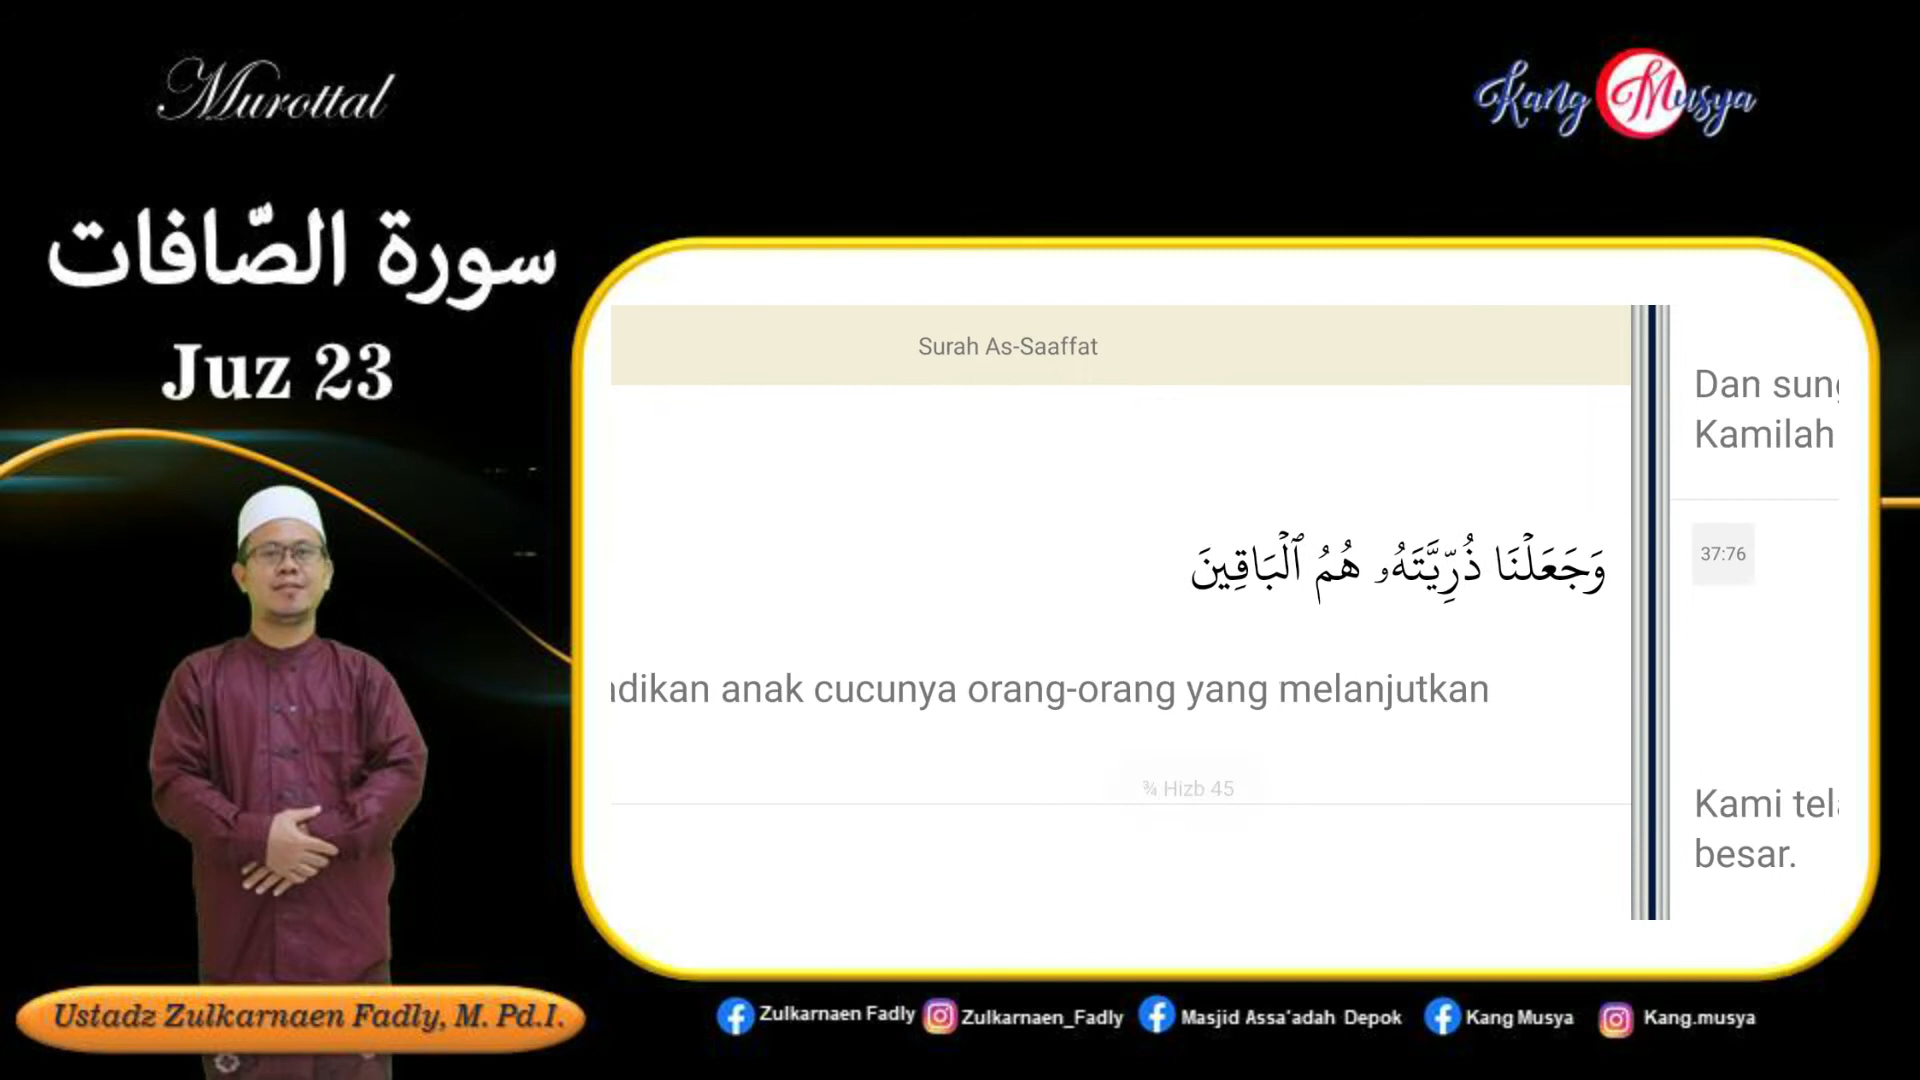 Murottal
Kang Musya
سورة الصّافات
Juz 23
Surah As-Saaffat
وَجَعَلْنَا ذُرِّيَّتَهُۥ هُمُ ٱلْبَاقِينَ
dikan anak cucunya orang-orang yang melanjutkan
¾ Hizb 45
Dan sung
Kamilah
37:76
Kami tela
besar.
Ustadz Zulkarnaen Fadly, M. Pd.I.
Zulkarnaen Fadly Zulkarnaen_Fadly Masjid Assa'adah Depok Kang Musya Kang.musya